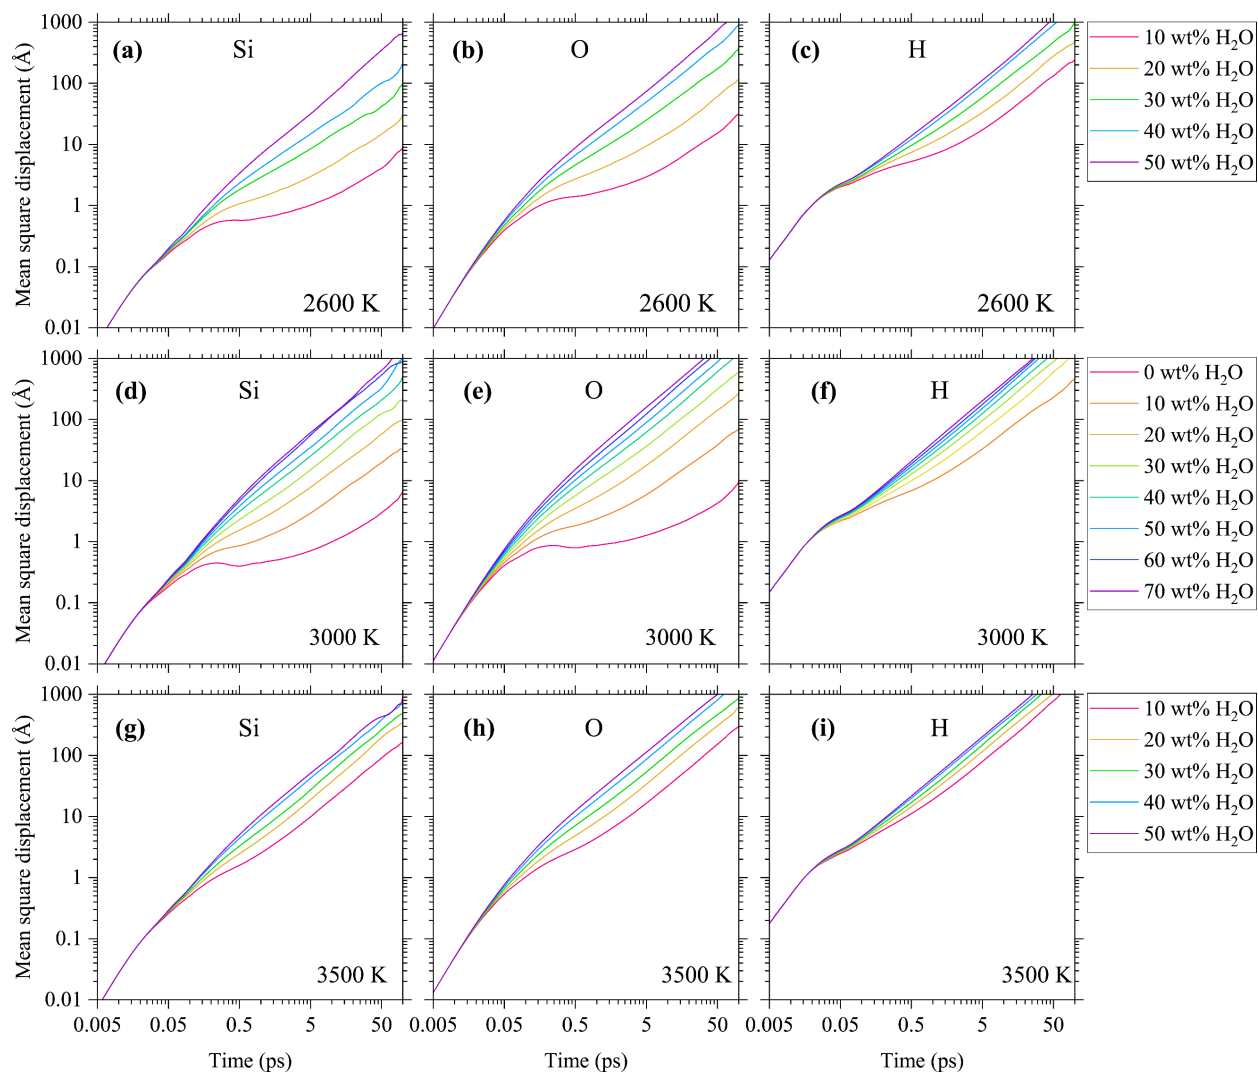 (a) Si
(b) O
(c) H
Mean square displacement (Å)
1000
100
10
1
0.1
0.01
2600 K
2600 K
2600 K
10 wt% H₂O
20 wt% H₂O
30 wt% H₂O
40 wt% H₂O
50 wt% H₂O
(d) Si
(e) O
(f) H
Mean square displacement (Å)
1000
100
10
1
0.1
0.01
3000 K
3000 K
3000 K
0 wt% H₂O
10 wt% H₂O
20 wt% H₂O
30 wt% H₂O
40 wt% H₂O
50 wt% H₂O
60 wt% H₂O
70 wt% H₂O
(g) Si
(h) O
(i) H
Mean square displacement (Å)
1000
100
10
1
0.1
0.01
3500 K
3500 K
3500 K
10 wt% H₂O
20 wt% H₂O
30 wt% H₂O
40 wt% H₂O
50 wt% H₂O
0.005 0.05 0.5 5 50
0.005 0.05 0.5 5 50
0.005 0.05 0.5 5 50
Time (ps)
Time (ps)
Time (ps)